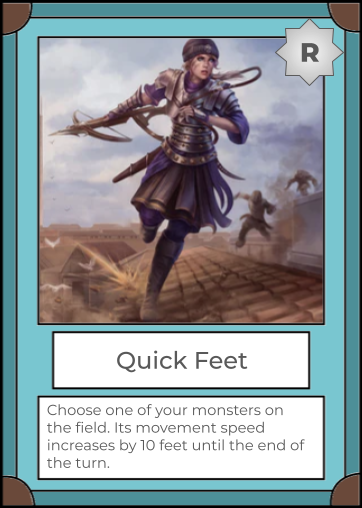 R
Quick Feet
Choose one of your monsters on
the field. Its movement speed
increases by 10 feet until the end of
the turn.